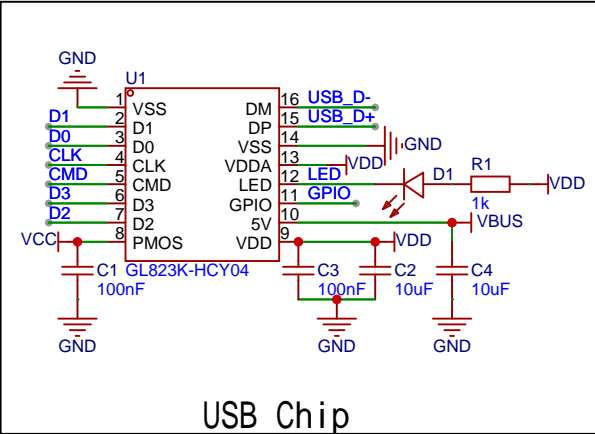 GND
U1
1 VSS DM 16 USB_D-
D1 2 D1 DP 15 USB_D+
D0 3 D0 VSS 14 GND
CLK 4 CLK VDDA 13 VDD
CMD 5 CMD LED 12 LED D1 R1 1k VDD
D3 6 D3 GPIO 11 GPIO
D2 7 D2 5V 10 VBUS
VCC 8 PMOS VDD 9 VDD
GL823K-HCY04
C1 C3 C2 C4
100nF 100nF 10uF 10uF
GND GND GND
USB Chip